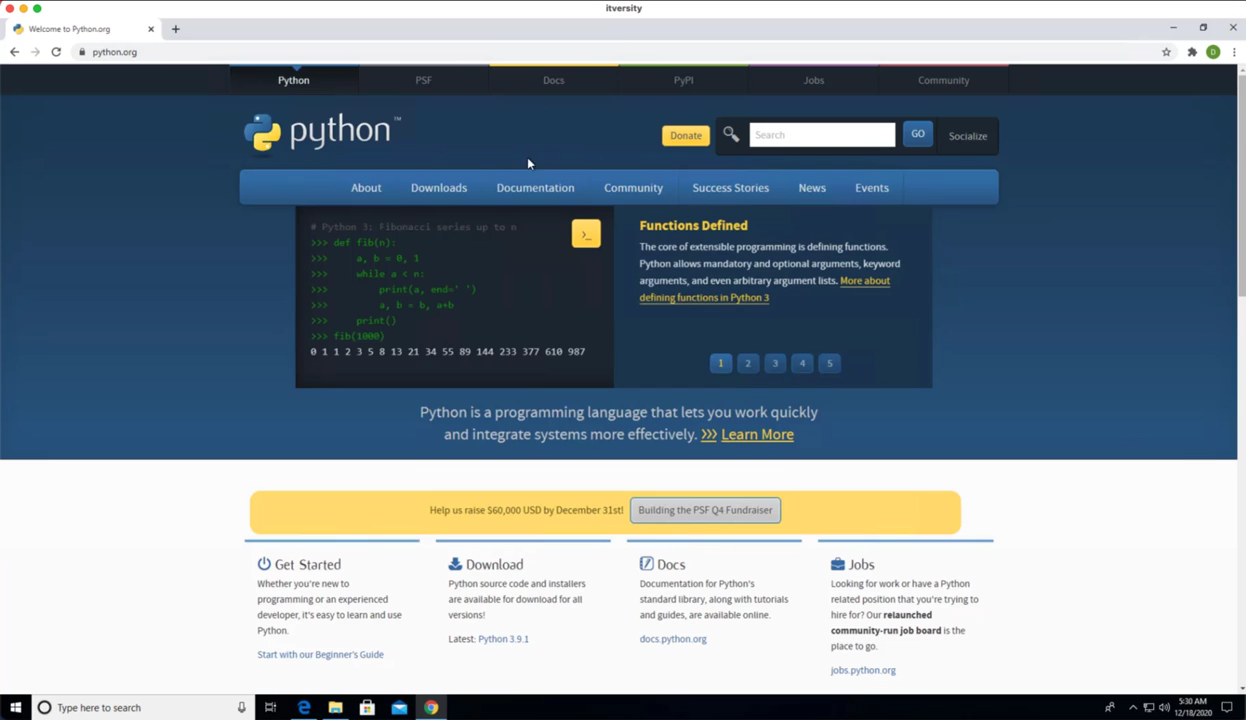 itversity
Welcome to Python.org
python.org
Python PSF Docs PyPI Jobs Community
python™
Donate
Search
GO
Socialize
About Downloads Documentation Community Success Stories News Events
# Python 3: Fibonacci series up to n
>>> def fib(n):
>>> a, b = 0, 1
>>> while a < n:
>>> print(a, end=' ')
>>> a, b = b, a+b
>>> print()
>>> fib(1000)
0 1 1 2 3 5 8 13 21 34 55 89 144 233 377 610 987
>_
Functions Defined
The core of extensible programming is defining functions.
Python allows mandatory and optional arguments, keyword
arguments, and even arbitrary argument lists. More about
defining functions in Python 3
1 2 3 4 5
Python is a programming language that lets you work quickly
and integrate systems more effectively. >>> Learn More
Help us raise $60,000 USD by December 31st! Building the PSF Q4 Fundraiser
Get Started
Whether you're new to
programming or an experienced
developer, it's easy to learn and use
Python.
Start with our Beginner's Guide
Download
Python source code and installers
are available for download for all
versions!
Latest: Python 3.9.1
Docs
Documentation for Python's
standard library, along with tutorials
and guides, are available online.
docs.python.org
Jobs
Looking for work or have a Python
related position that you're trying to
hire for? Our relaunched
community-run job board is the
place to go.
jobs.python.org
Type here to search
5:30 AM
12/18/2020
D